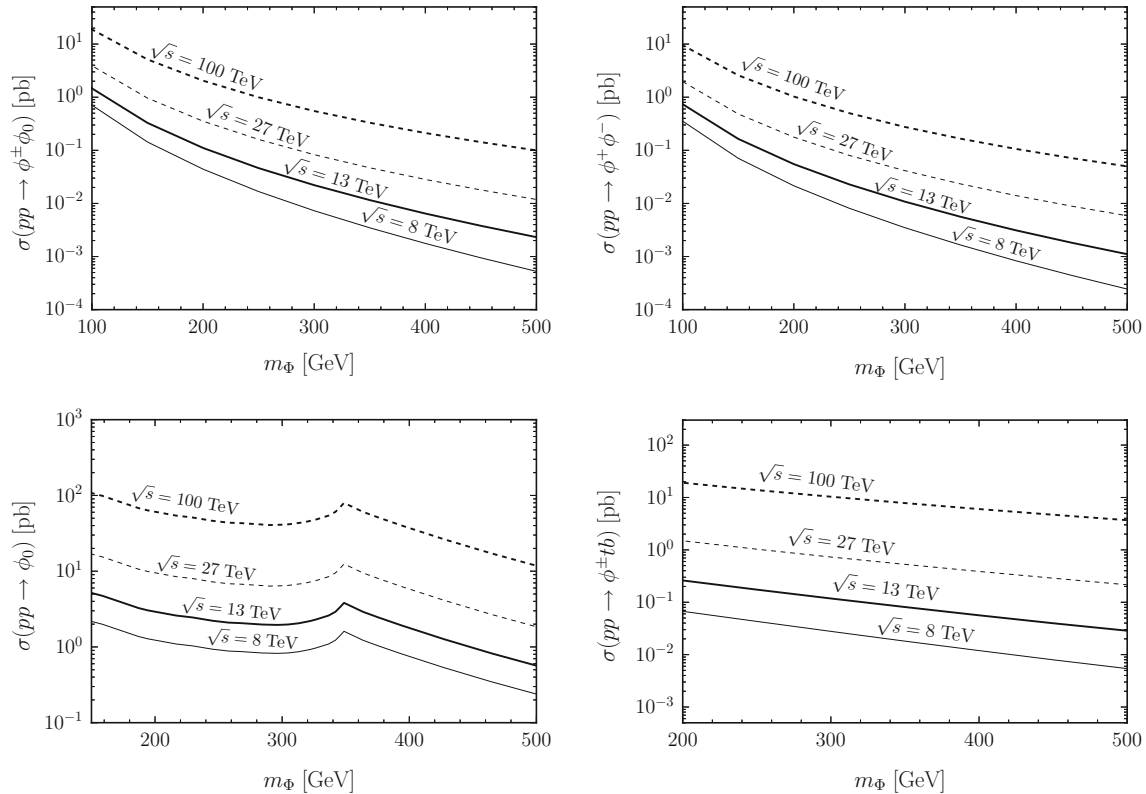 σ(pp → φ±φ0) [pb]
10^1
10^0
10^−1
10^−2
10^−3
10^−4
√s = 100 TeV
√s = 27 TeV
√s = 13 TeV
√s = 8 TeV
100 200 300 400 500
mΦ [GeV]
σ(pp → φ+φ−) [pb]
10^1
10^0
10^−1
10^−2
10^−3
10^−4
√s = 100 TeV
√s = 27 TeV
√s = 13 TeV
√s = 8 TeV
100 200 300 400 500
mΦ [GeV]
σ(pp → φ0) [pb]
10^3
10^2
10^1
10^0
10^−1
√s = 100 TeV
√s = 27 TeV
√s = 13 TeV
√s = 8 TeV
200 300 400 500
mΦ [GeV]
σ(pp → φ±tb) [pb]
10^2
10^1
10^0
10^−1
10^−2
10^−3
√s = 100 TeV
√s = 27 TeV
√s = 13 TeV
√s = 8 TeV
200 300 400 500
mΦ [GeV]